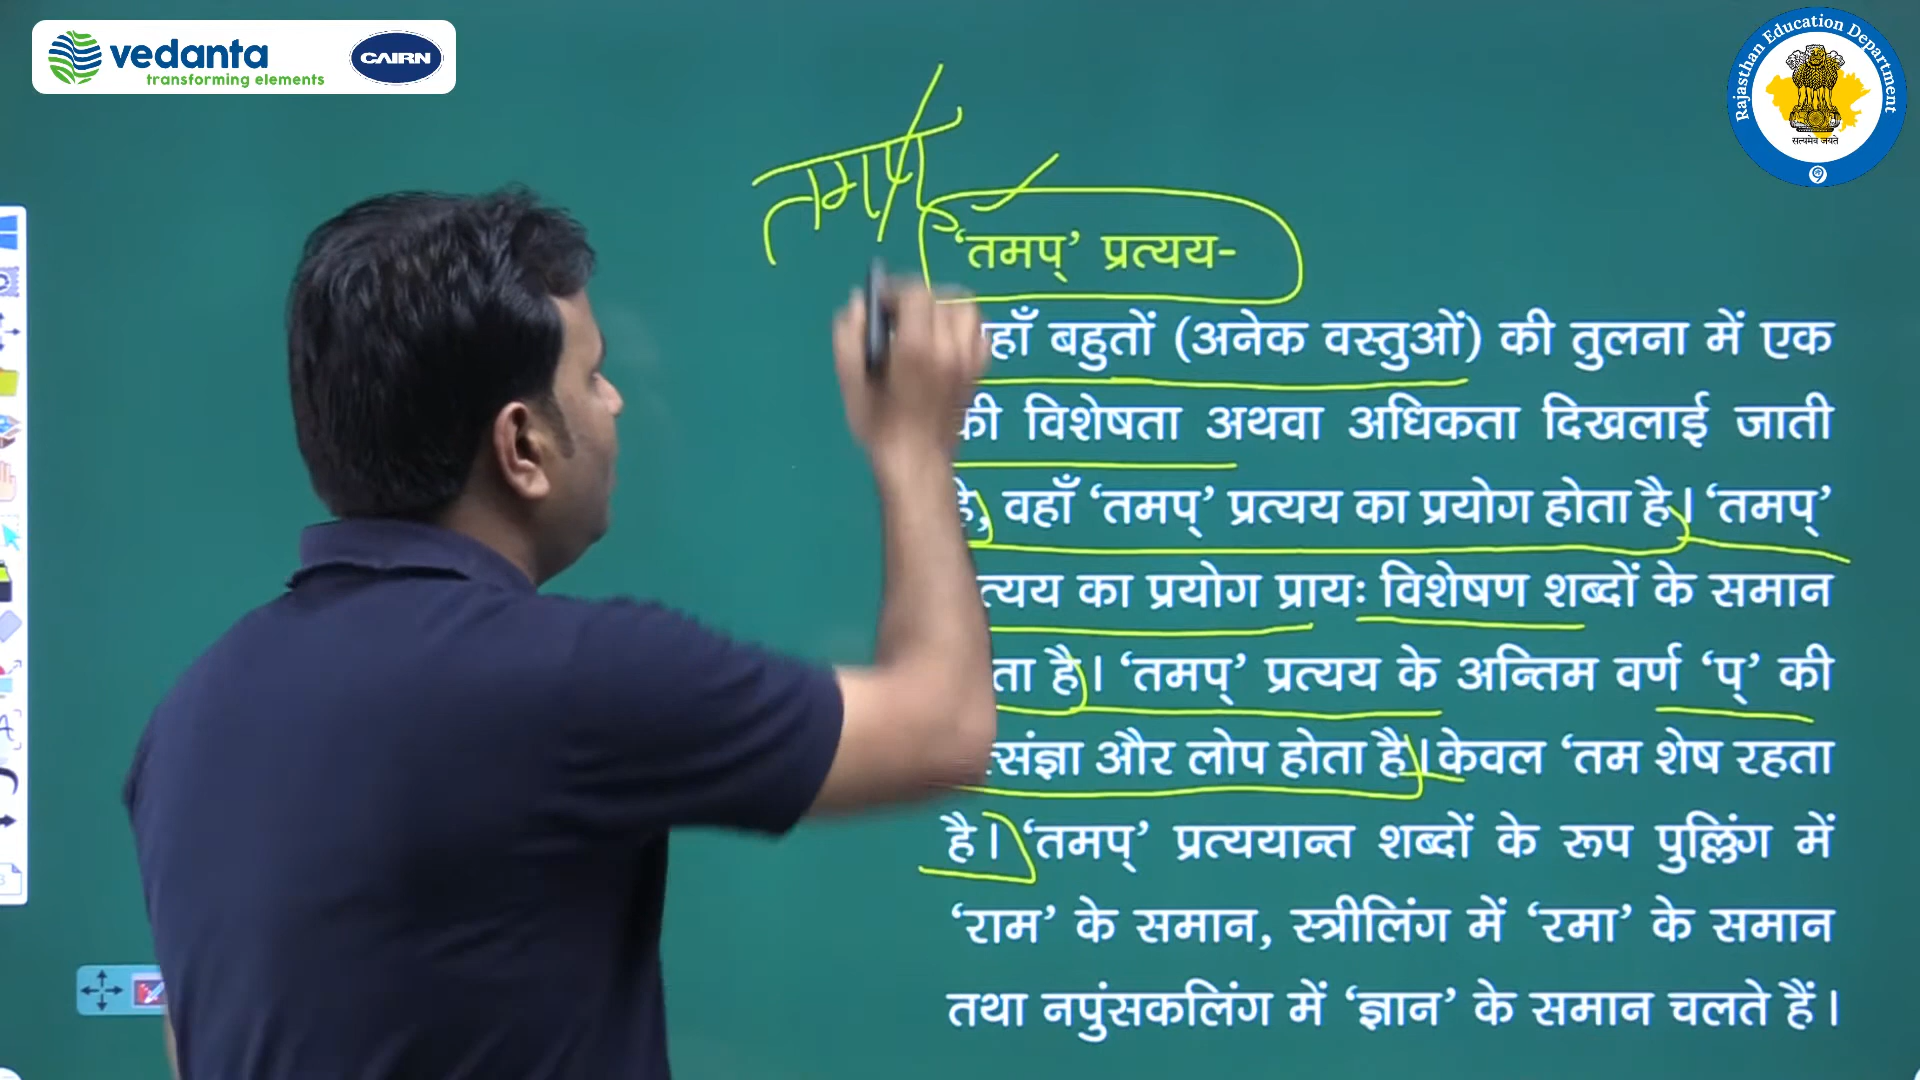 vedanta
transforming elements
CAIRN
Rajasthan Education Department
सत्यमेव जयते
तमप्
‘तमप्’ प्रत्यय-
बहुतों (अनेक वस्तुओं) की तुलना में एक
की विशेषता अथवा अधिकता दिखलाई जाती
है, वहाँ ‘तमप्’ प्रत्यय का प्रयोग होता है। ‘तमप्’
का प्रयोग प्रायः विशेषण शब्दों के समान
है। ‘तमप्’ प्रत्यय के अन्तिम वर्ण ‘प्’ की
और लोप होता है। केवल ‘तम शेष रहता
है। ‘तमप्’ प्रत्ययान्त शब्दों के रूप पुल्लिंग में
‘राम’ के समान, स्त्रीलिंग में ‘रमा’ के समान
तथा नपुंसकलिंग में ‘ज्ञान’ के समान चलते हैं।